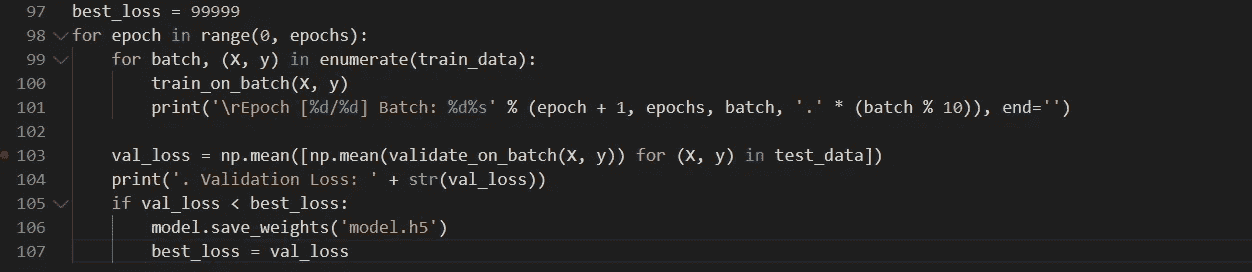 97 best_loss = 99999
98 for epoch in range(0, epochs):
99     for batch, (X, y) in enumerate(train_data):
100         train_on_batch(X, y)
101         print('\rEpoch [%d/%d] Batch: %d%s' % (epoch + 1, epochs, batch, '.' * (batch % 10)), end='')
102
103     val_loss = np.mean([np.mean(validate_on_batch(X, y)) for (X, y) in test_data])
104     print('. Validation Loss: ' + str(val_loss))
105     if val_loss < best_loss:
106         model.save_weights('model.h5')
107         best_loss = val_loss